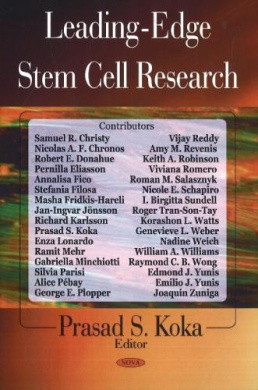 Leading-Edge
Stem Cell Research
Contributors
Samuel R. Christy
Nicolas A. F. Chronos
Robert E. Donahue
Pernilla Eliasson
Annalisa Fico
Stefania Filosa
Masha Fridkis-Hareli
Jan-Ingvar Jönsson
Richard Karlsson
Prasad S. Koka
Enza Lonardo
Ramit Mehr
Gabriella Minchiotti
Silvia Parisi
Alice Pébay
George E. Plopper
Vijay Reddy
Amy M. Revenis
Keith A. Robinson
Viviana Romero
Roman M. Salasznyk
Nicole E. Schapiro
I. Birgitta Sundell
Roger Tran-Son-Tay
Korashon L. Watts
Genevieve L. Weber
Nadine Weich
William A. Williams
Raymond C. B. Wong
Edmond J. Yunis
Emilio J. Yunis
Joaquin Zuniga
Prasad S. Koka
Editor
NOVA